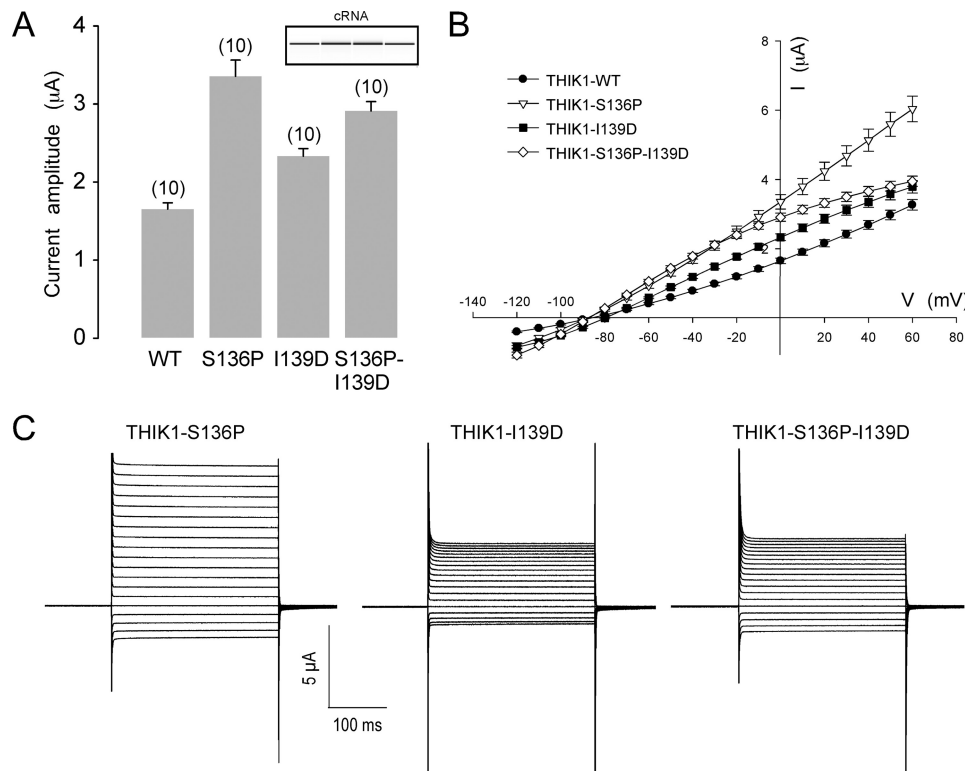 A
cRNA
Current amplitude (µA)
4
3
2
1
0
(10)
(10)
(10)
(10)
WT
S136P
I139D
S136P-
I139D
B
THIK1-WT
THIK1-S136P
THIK1-I139D
THIK1-S136P-I139D
I (µA)
8
6
4
2
V (mV)
-140
-120
-100
-80
-60
-40
-20
20
40
60
80
C
THIK1-S136P
THIK1-I139D
THIK1-S136P-I139D
5 µA
100 ms